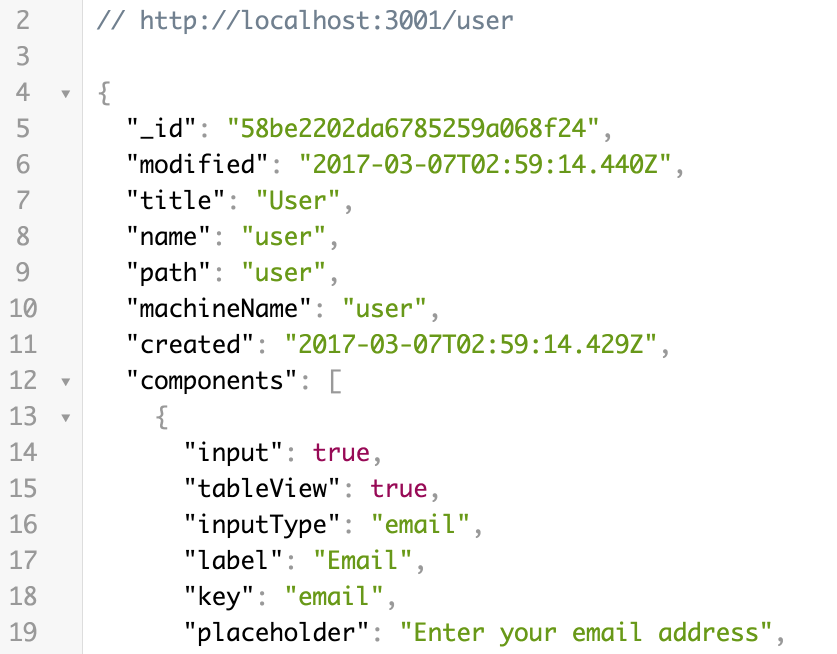 2 // http://localhost:3001/user
3
4 {
5 "_id": "58be2202da6785259a068f24",
6 "modified": "2017-03-07T02:59:14.440Z",
7 "title": "User",
8 "name": "user",
9 "path": "user",
10 "machineName": "user",
11 "created": "2017-03-07T02:59:14.429Z",
12 "components": [
13 {
14 "input": true,
15 "tableView": true,
16 "inputType": "email",
17 "label": "Email",
18 "key": "email",
19 "placeholder": "Enter your email address",